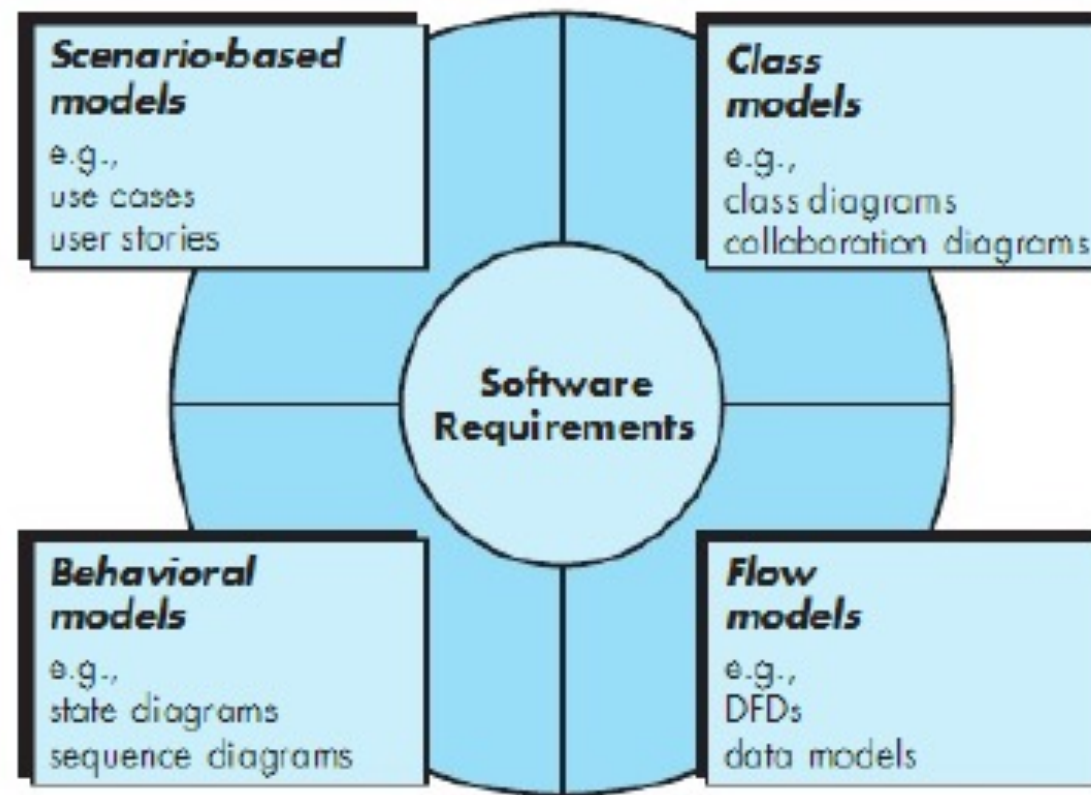 Scenario-based
models
e.g.,
use cases
user stories
Class
models
e.g.,
class diagrams
collaboration diagrams
Software
Requirements
Behavioral
models
e.g.,
state diagrams
sequence diagrams
Flow
models
e.g.,
DFDs
data models